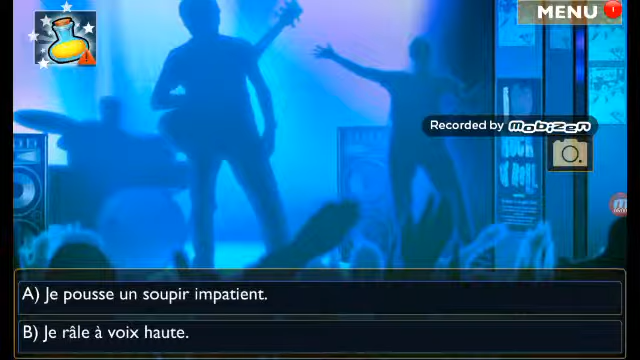 MENU
!
Recorded by mobizen
A) Je pousse un soupir impatient.
B) Je râle à voix haute.